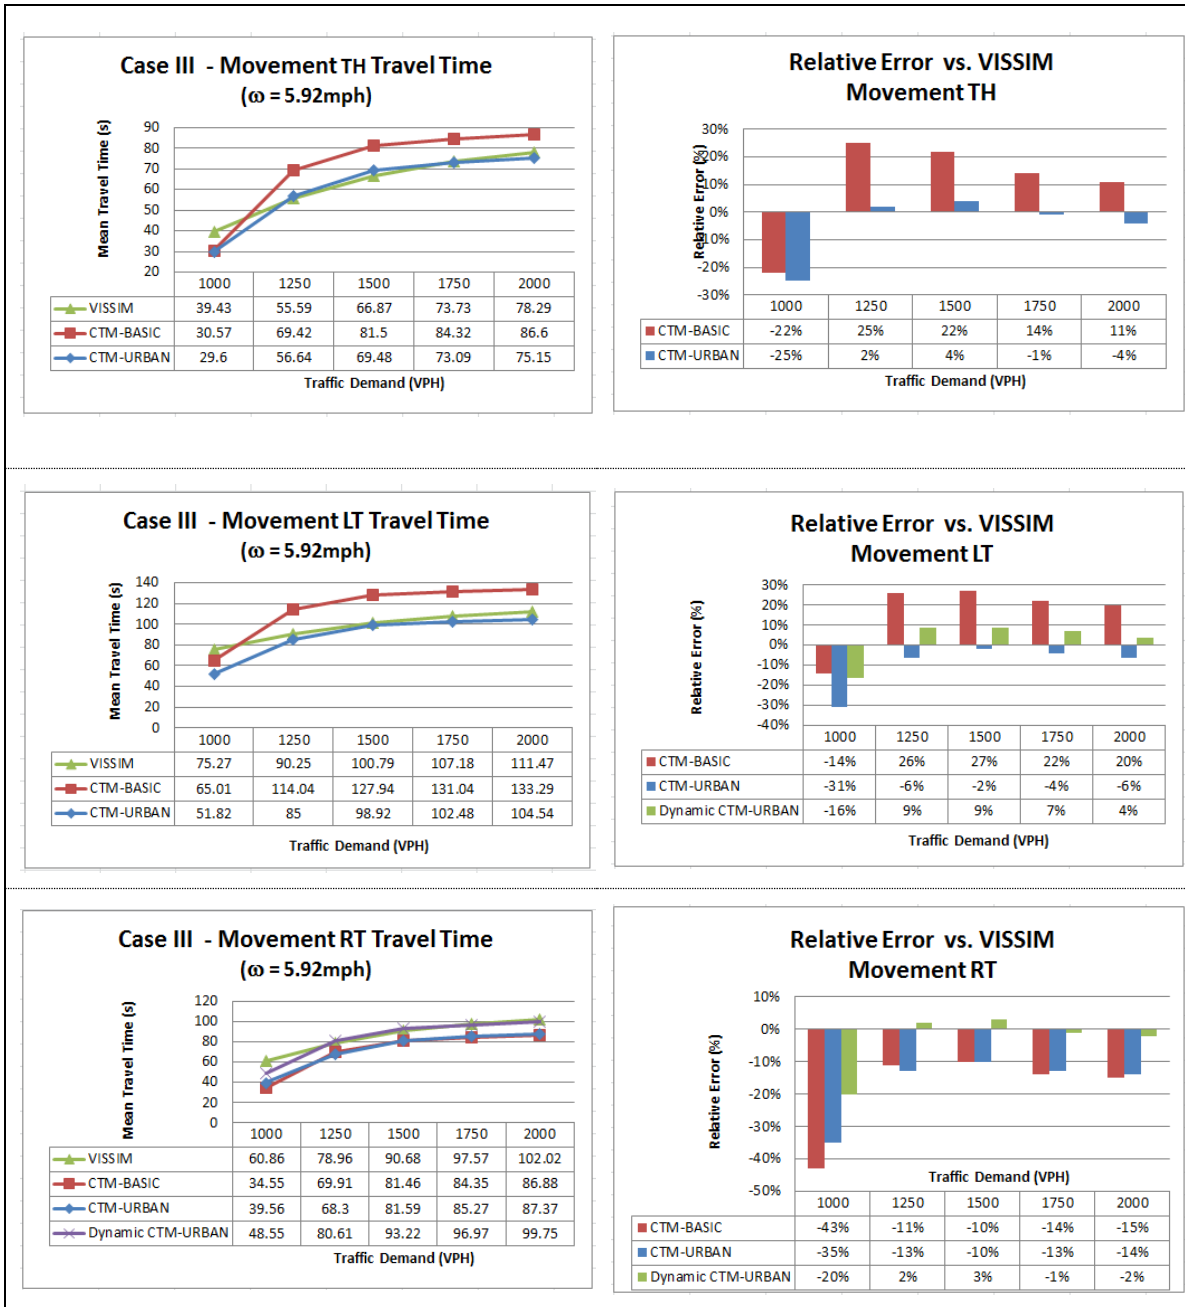 Case III - Movement TH Travel Time
(ω = 5.92mph)
Mean Travel Time (s)
90
80
70
60
50
40
30
20
1000 1250 1500 1750 2000
VISSIM 39.43 55.59 66.87 73.73 78.29
CTM-BASIC 30.57 69.42 81.5 84.32 86.6
CTM-URBAN 29.6 56.64 69.48 73.09 75.15
Traffic Demand (VPH)
Relative Error vs. VISSIM
Movement TH
Relative Error (%)
30%
20%
10%
0%
-10%
-20%
-30%
1000 1250 1500 1750 2000
CTM-BASIC -22% 25% 22% 14% 11%
CTM-URBAN -25% 2% 4% -1% -4%
Traffic Demand (VPH)
Case III - Movement LT Travel Time
(ω = 5.92mph)
Mean Travel Time (s)
140
120
100
80
60
40
20
0
1000 1250 1500 1750 2000
VISSIM 75.27 90.25 100.79 107.18 111.47
CTM-BASIC 65.01 114.04 127.94 131.04 133.29
CTM-URBAN 51.82 85 98.92 102.48 104.54
Traffic Demand (VPH)
Relative Error vs. VISSIM
Movement LT
Relative Error (%)
30%
20%
10%
0%
-10%
-20%
-30%
-40%
1000 1250 1500 1750 2000
CTM-BASIC -14% 26% 27% 22% 20%
CTM-URBAN -31% -6% -2% -4% -6%
Dynamic CTM-URBAN -16% 9% 9% 7% 4%
Traffic Demand (VPH)
Case III - Movement RT Travel Time
(ω = 5.92mph)
Mean Travel Time (s)
120
100
80
60
40
20
0
1000 1250 1500 1750 2000
VISSIM 60.86 78.96 90.68 97.57 102.02
CTM-BASIC 34.55 69.91 81.46 84.35 86.88
CTM-URBAN 39.56 68.3 81.59 85.27 87.37
Dynamic CTM-URBAN 48.55 80.61 93.22 96.97 99.75
Traffic Demand (VPH)
Relative Error vs. VISSIM
Movement RT
Relative Error (%)
10%
0%
-10%
-20%
-30%
-40%
-50%
Traffic Demand (VPH)
1000 1250 1500 1750 2000
CTM-BASIC -43% -11% -10% -14% -15%
CTM-URBAN -35% -13% -10% -13% -14%
Dynamic CTM-URBAN -20% 2% 3% -1% -2%